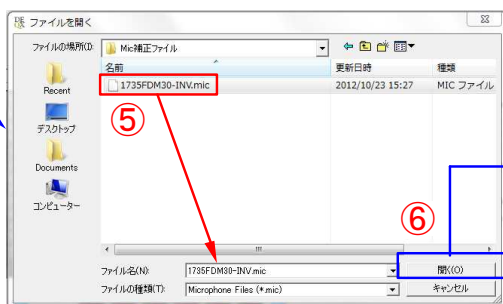 ファイルを開く
ファイルの場所(I): Mic補正ファイル
名前 更新日時 種類
1735FDM30-INV.mic 2012/10/23 15:27 MIC ファイル
Recent
⑤
デスクトップ
Documents
コンピューター
⑥
ファイル名(N): 1735FDM30-INV.mic 開く(O)
ファイルの種類(T): Microphone Files (*.mic) キャンセル